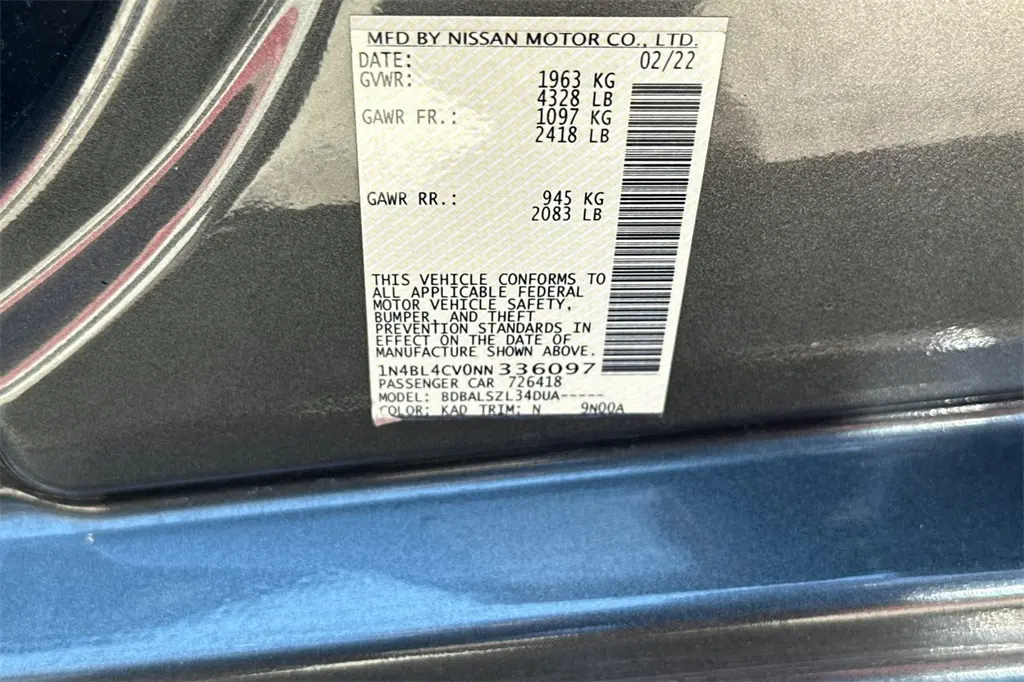 MFD BY NISSAN MOTOR CO., LTD.
DATE: 02/22
GVWR: 1963 KG
4328 LB
GAWR FR.: 1097 KG
2418 LB
GAWR RR.: 945 KG
2083 LB
THIS VEHICLE CONFORMS TO
ALL APPLICABLE FEDERAL
MOTOR VEHICLE SAFETY,
BUMPER, AND THEFT
PREVENTION STANDARDS IN
EFFECT ON THE DATE OF
MANUFACTURE SHOWN ABOVE.
1N4BL4CV0NN336097
PASSENGER CAR 726418
MODEL: BDBALSZL34DUA-----
COLOR: KAD TRIM: N 9N00A